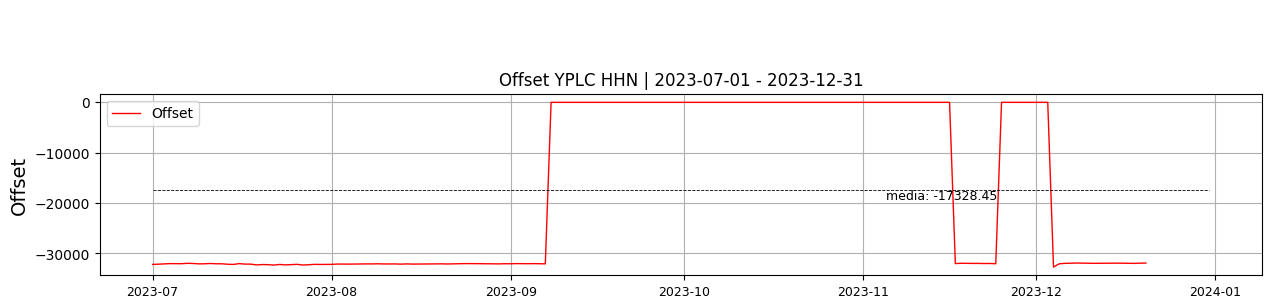 Offset YPLC HHN | 2023-07-01 - 2023-12-31
Offset
Offset
0
−10000
−20000
−30000
media: -17328.45
2023-07
2023-08
2023-09
2023-10
2023-11
2023-12
2024-01